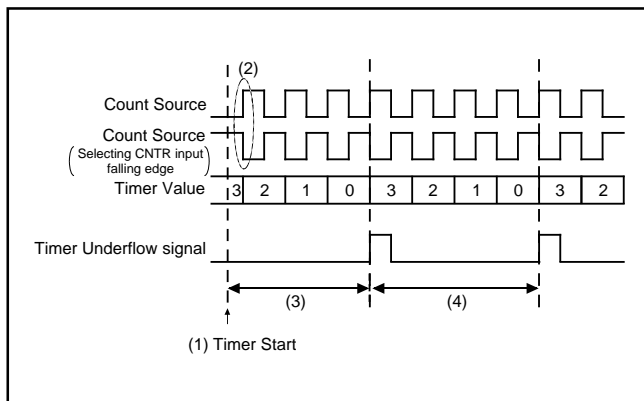 (2)
Count Source
Count Source
(Selecting CNTR input
falling edge)
Timer Value 3 2 1 0 3 2 1 0 3 2
Timer Underflow signal
(3) (4)
(1) Timer Start